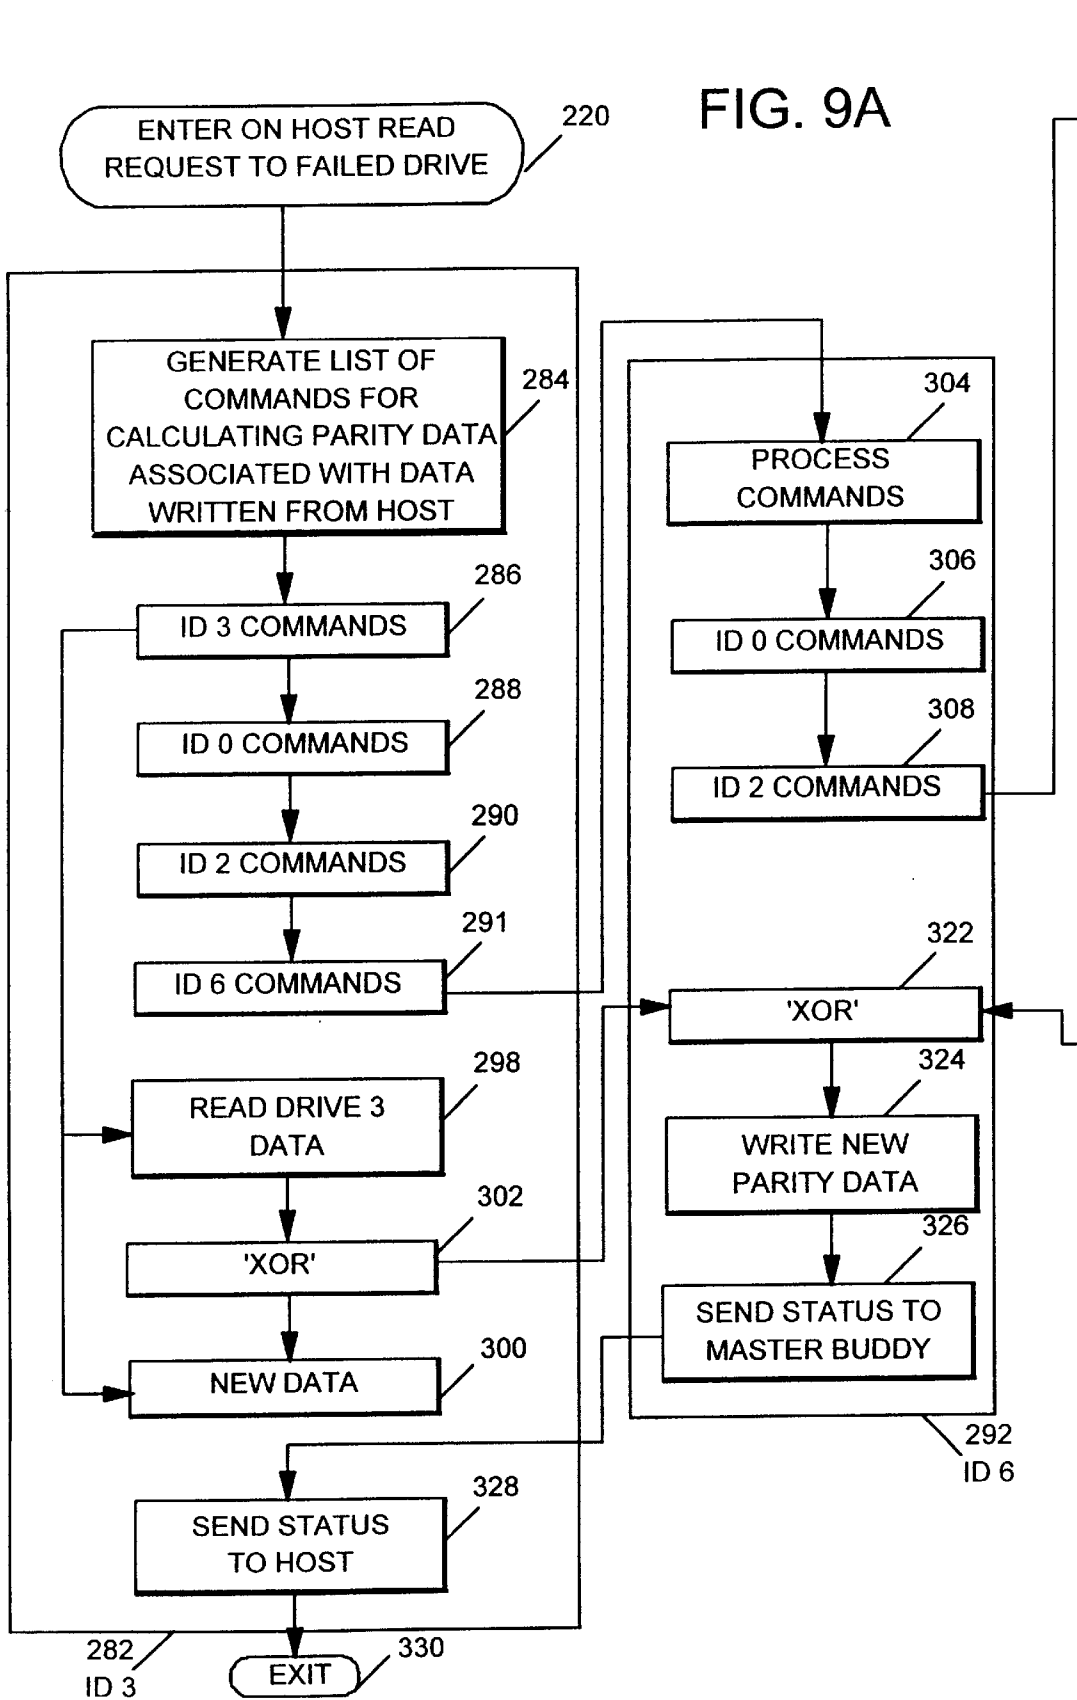 FIG. 9A
ENTER ON HOST READ
REQUEST TO FAILED DRIVE
220
GENERATE LIST OF
COMMANDS FOR
CALCULATING PARITY DATA
ASSOCIATED WITH DATA
WRITTEN FROM HOST
284
ID 3 COMMANDS
286
ID 0 COMMANDS
288
ID 2 COMMANDS
290
ID 6 COMMANDS
291
READ DRIVE 3
DATA
298
'XOR'
302
NEW DATA
300
SEND STATUS
TO HOST
328
282
ID 3
EXIT
330
PROCESS
COMMANDS
304
ID 0 COMMANDS
306
ID 2 COMMANDS
308
'XOR'
322
WRITE NEW
PARITY DATA
324
SEND STATUS TO
MASTER BUDDY
326
292
ID 6